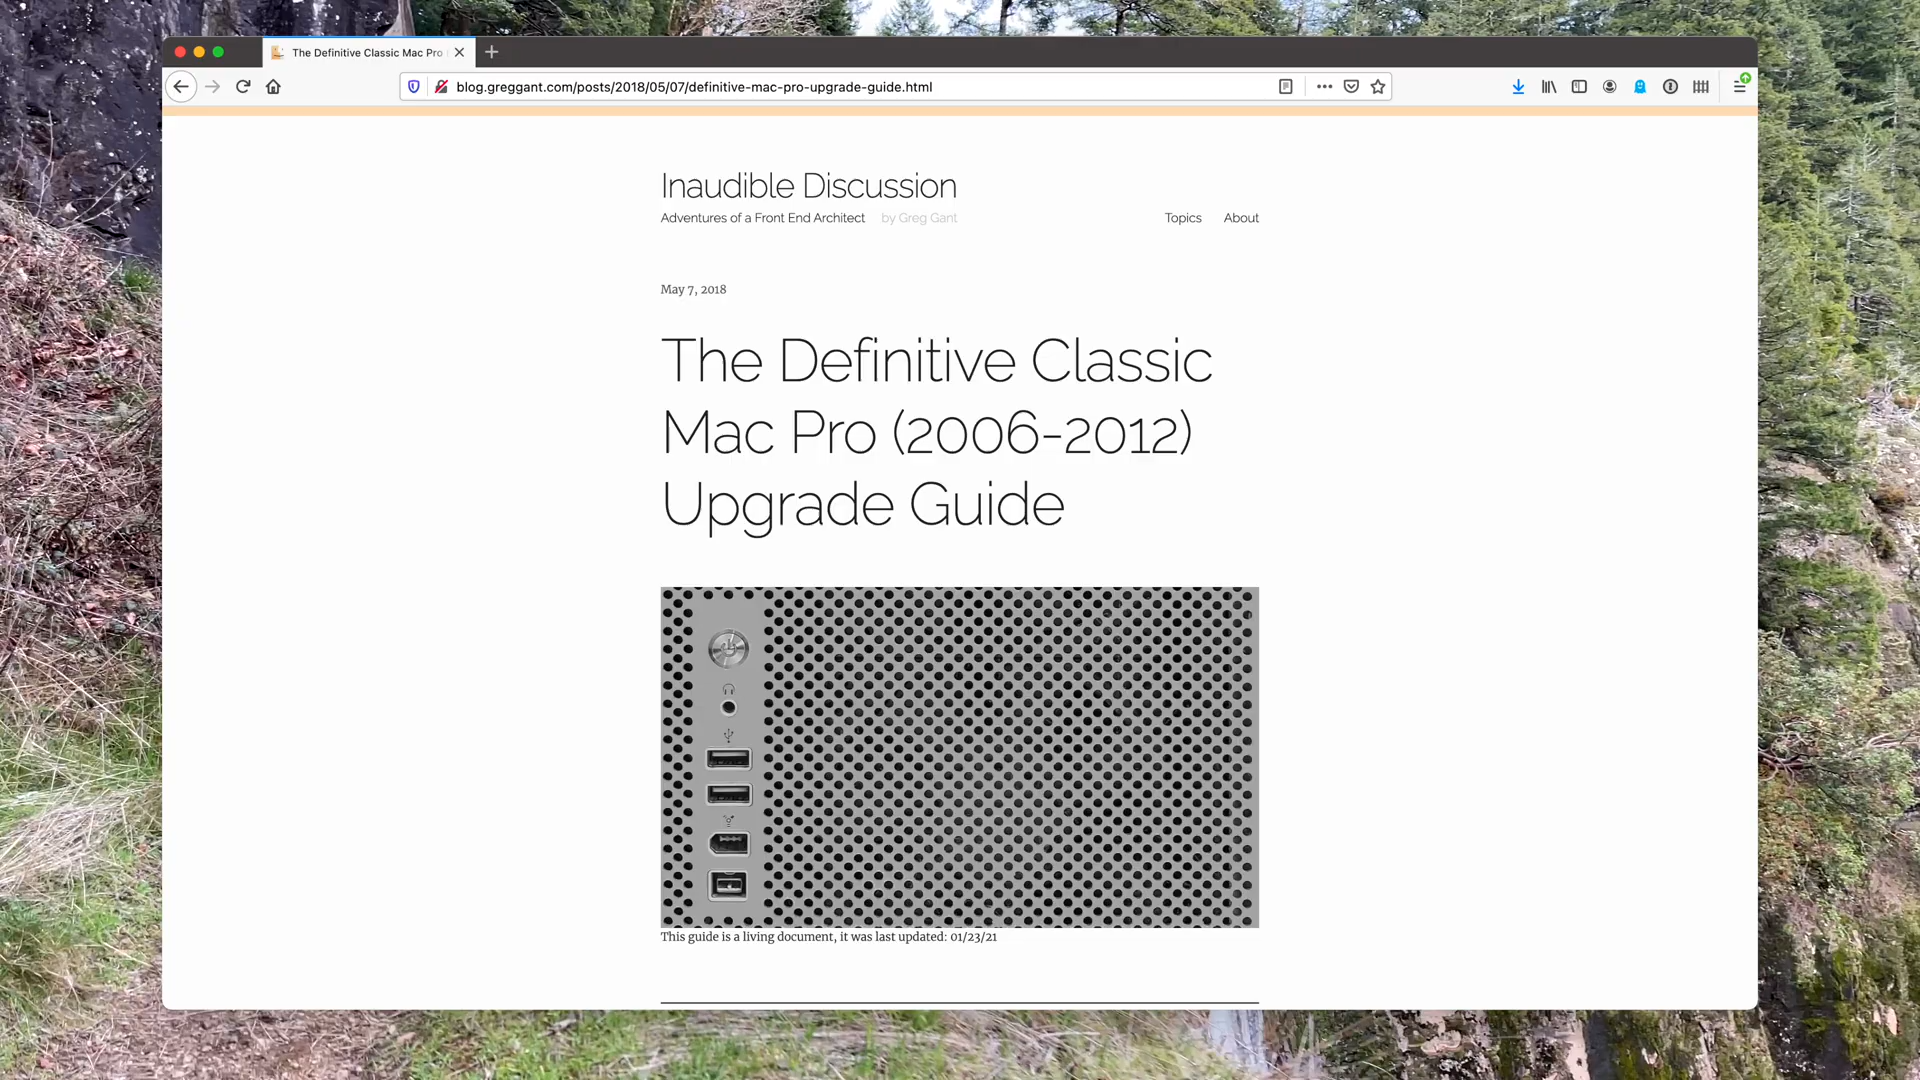 The Definitive Classic Mac Pro
blog.greggant.com/posts/2018/05/07/definitive-mac-pro-upgrade-guide.html
Inaudible Discussion
Adventures of a Front End Architect by Greg Gant
Topics About
May 7, 2018
The Definitive Classic
Mac Pro (2006-2012)
Upgrade Guide
This guide is a living document, it was last updated: 01/23/21